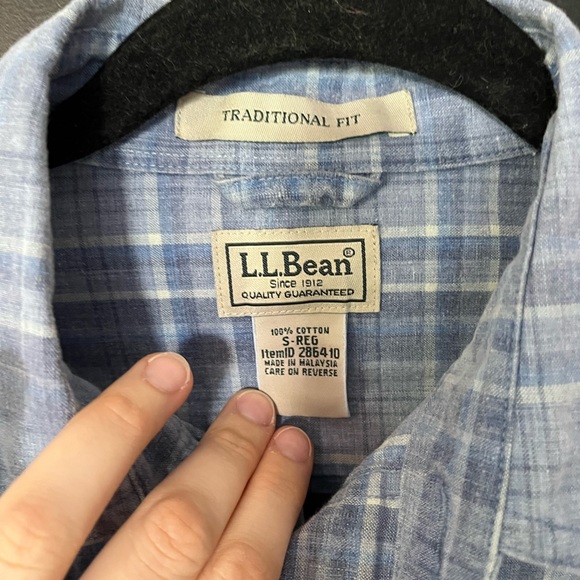 TRADITIONAL FIT
L.L.Bean®
Since 1912
QUALITY GUARANTEED
100% COTTON
S-REG
ItemID 286410
MADE IN MALAYSIA
CARE ON REVERSE